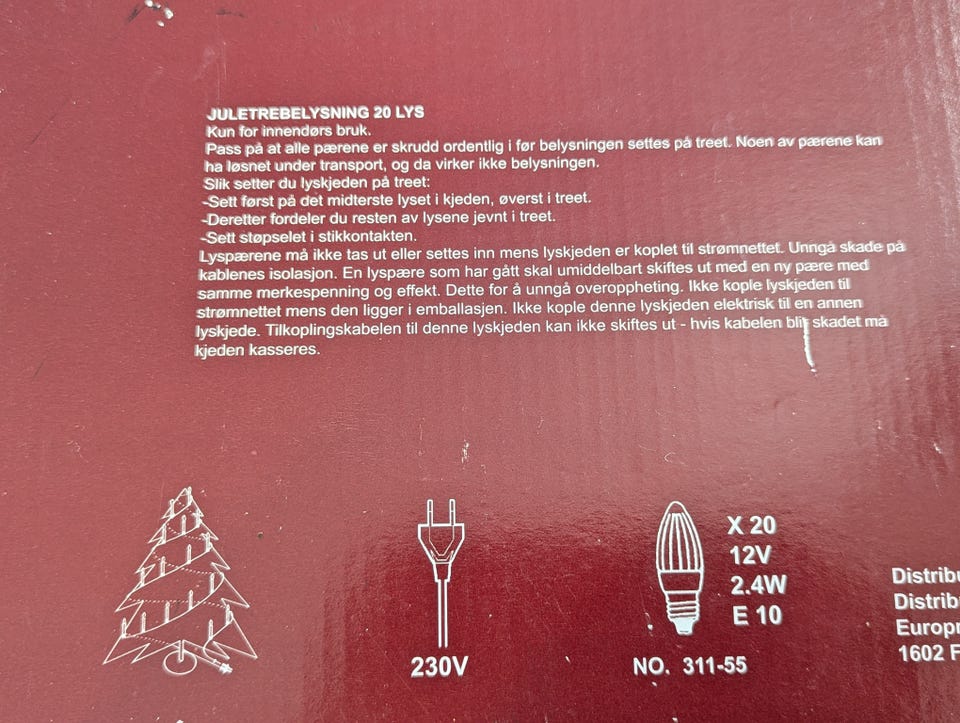 JULETREBELYSNING 20 LYS
Kun for innendørs bruk.
Pass på at alle pærene er skrudd ordentlig i før belysningen settes på treet. Noen av pærene kan
ha løsnet under transport, og da virker ikke belysningen.
Slik setter du lyskjeden på treet:
-Sett først på det midterste lyset i kjeden, øverst i treet.
-Deretter fordeler du resten av lysene jevnt i treet.
-Sett støpselet i stikkontakten.
Lyspærene må ikke tas ut eller settes inn mens lyskjeden er koplet til strømnettet. Unngå skade på
kablenes isolasjon. En lyspære som har gått skal umiddelbart skiftes ut med en ny pære med
samme merkespenning og effekt. Dette for å unngå overoppheting. Ikke kople lyskjeden til
strømnettet mens den ligger i emballasjen. Ikke kople denne lyskjeden elektrisk til en annen
lyskjede. Tilkoplingskabelen til denne lyskjeden kan ikke skiftes ut - hvis kabelen blir skadet må
kjeden kasseres.
230V
X 20
12V
2.4W
E 10
NO. 311-55
Distribu
Distrib
Europr
1602 F